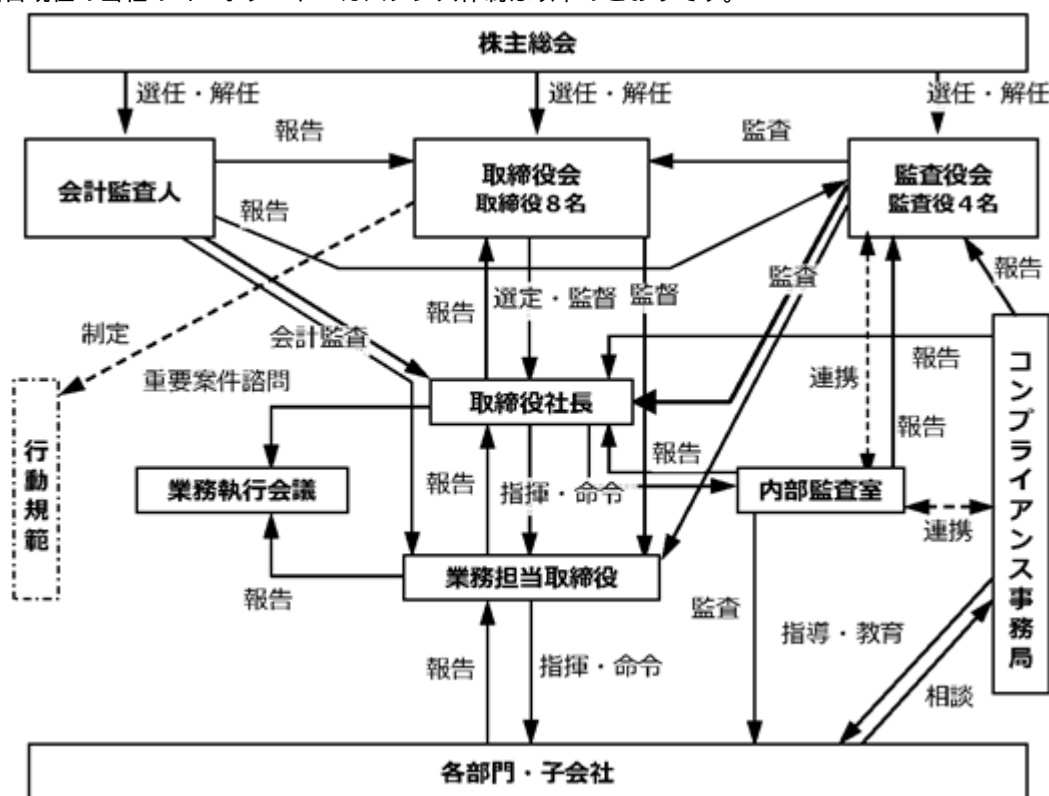 株主総会
選任・解任
選任・解任
選任・解任
報告
監査
会計監査人
取締役会
取締役8名
監査役会
監査役4名
報告
監査
報告
報告
選定・監督
監督
制定
会計監査
報告
連携
重要案件諮問
取締役社長
報告
行動規範
業務執行会議
報告
指揮・命令
報告
内部監査室
連携
コンプライアンス事務局
業務担当取締役
報告
監査
指導・教育
報告
指揮・命令
相談
各部門・子会社